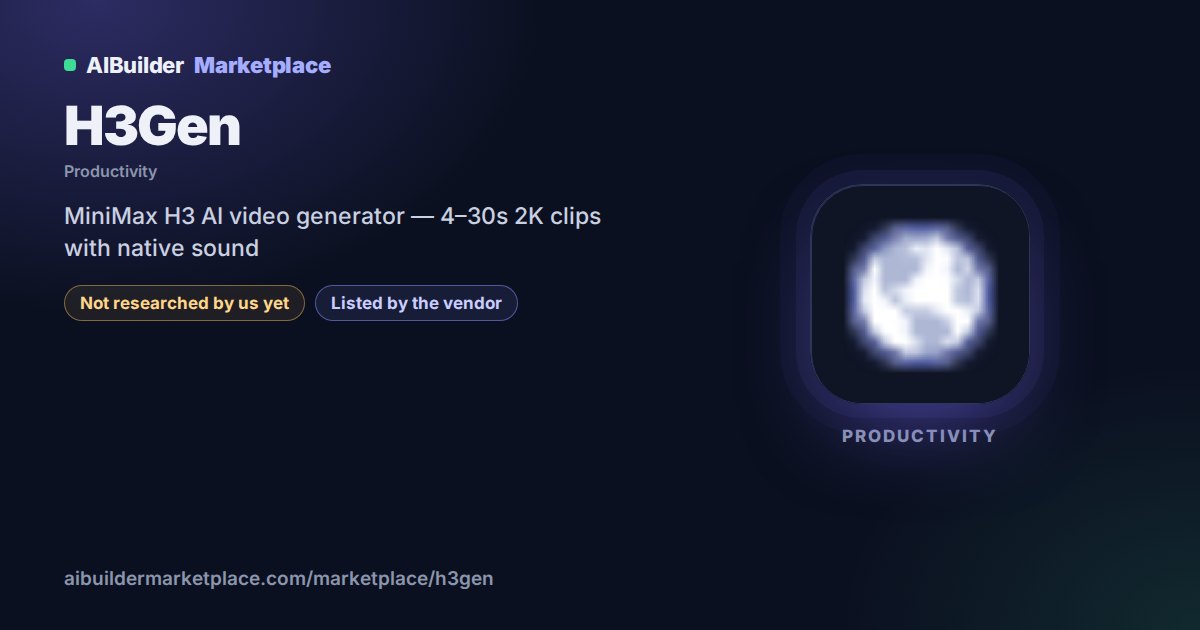 AIBuilder Marketplace
H3Gen
Productivity
MiniMax H3 AI video generator — 4–30s 2K clips
with native sound
Not researched by us yet
Listed by the vendor
PRODUCTIVITY
aibuildermarketplace.com/marketplace/h3gen